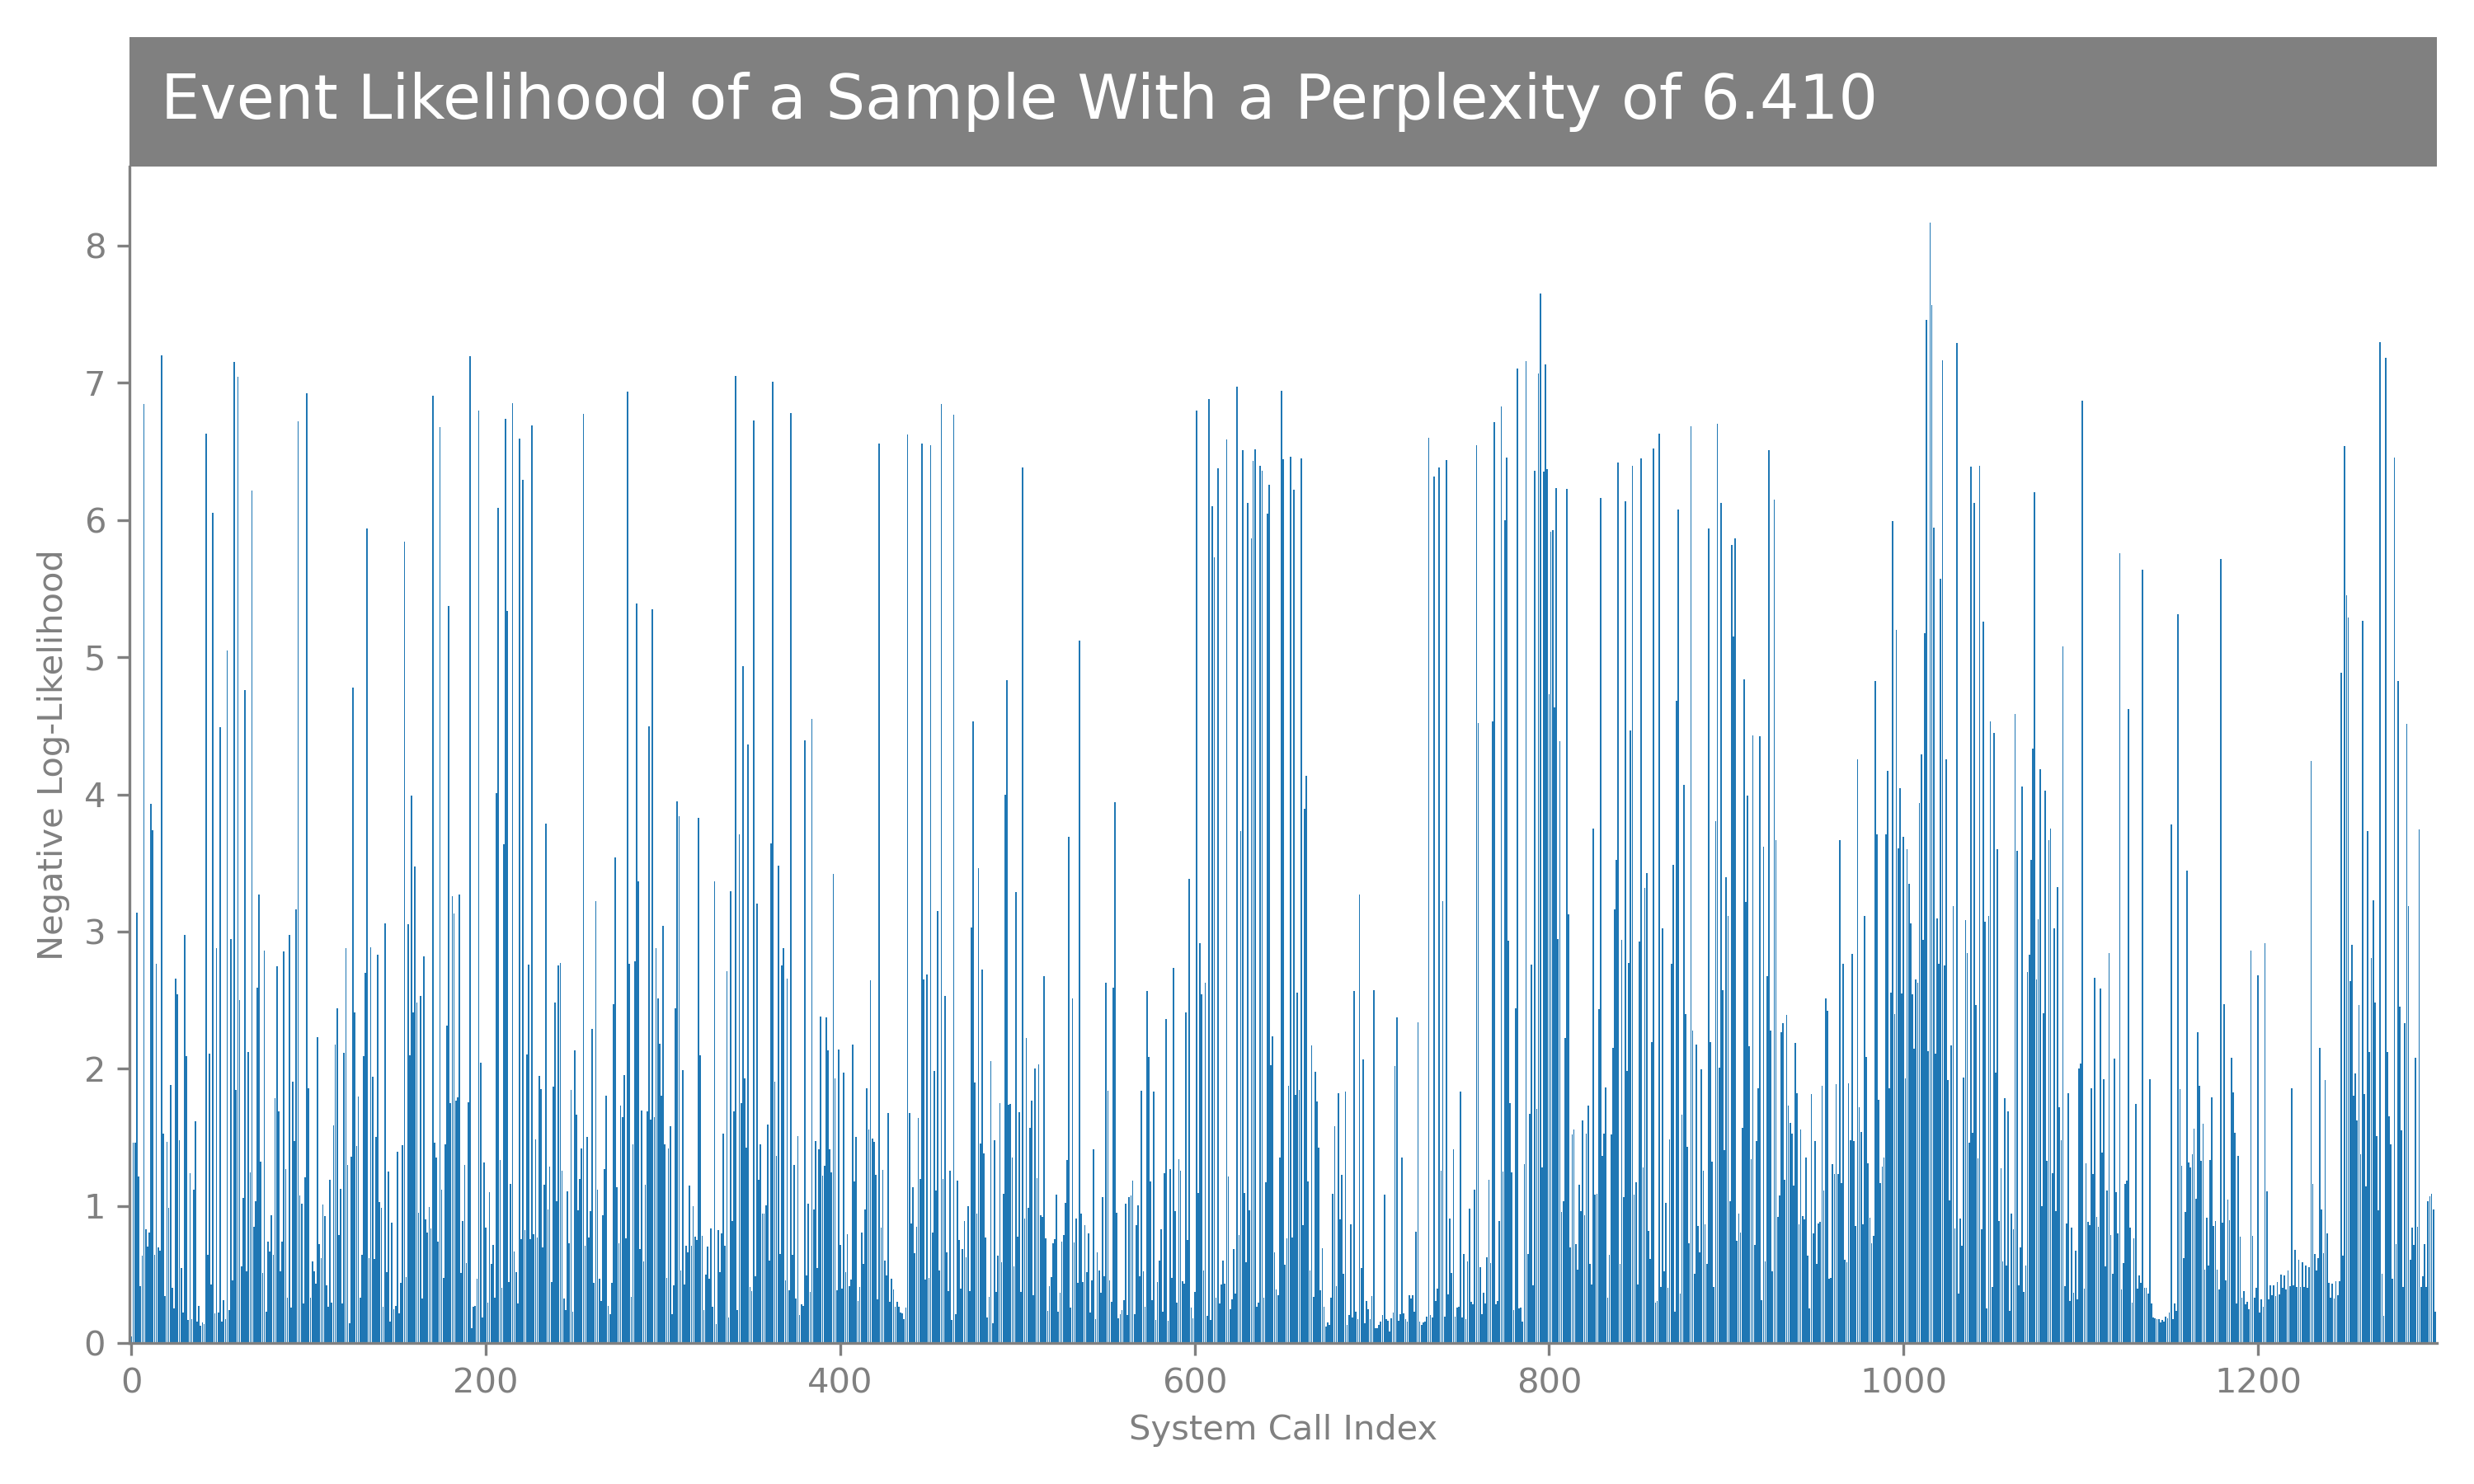 Event Likelihood of a Sample With a Perplexity of 6.410
8
7
6
5
4
3
2
1
0
Negative Log-Likelihood
0 200 400 600 800 1000 1200
System Call Index